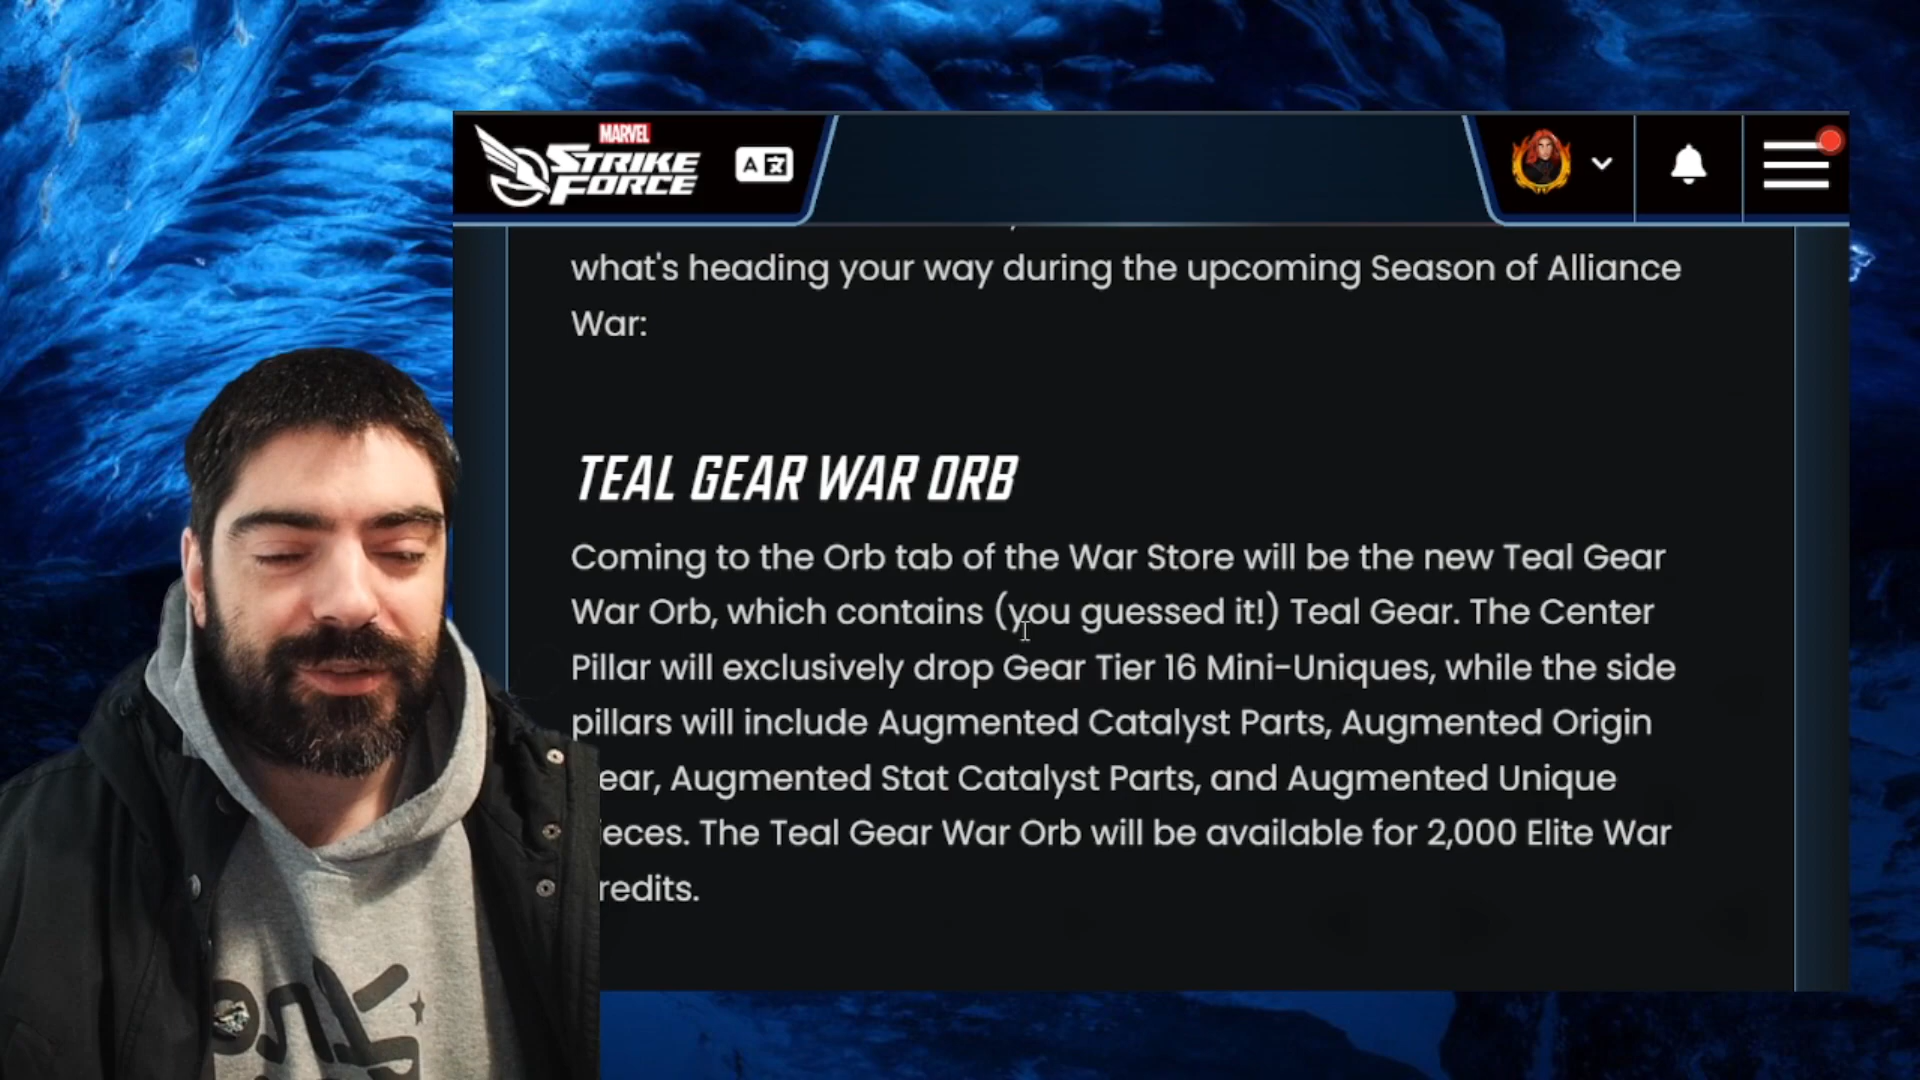 MARVEL
STRIKE
FORCE
A文
what's heading your way during the upcoming Season of Alliance
War:
TEAL GEAR WAR ORB
Coming to the Orb tab of the War Store will be the new Teal Gear
War Orb, which contains (you guessed it!) Teal Gear. The Center
Pillar will exclusively drop Gear Tier 16 Mini-Uniques, while the side
pillars will include Augmented Catalyst Parts, Augmented Origin
ear, Augmented Stat Catalyst Parts, and Augmented Unique
ieces. The Teal Gear War Orb will be available for 2,000 Elite War
redits.